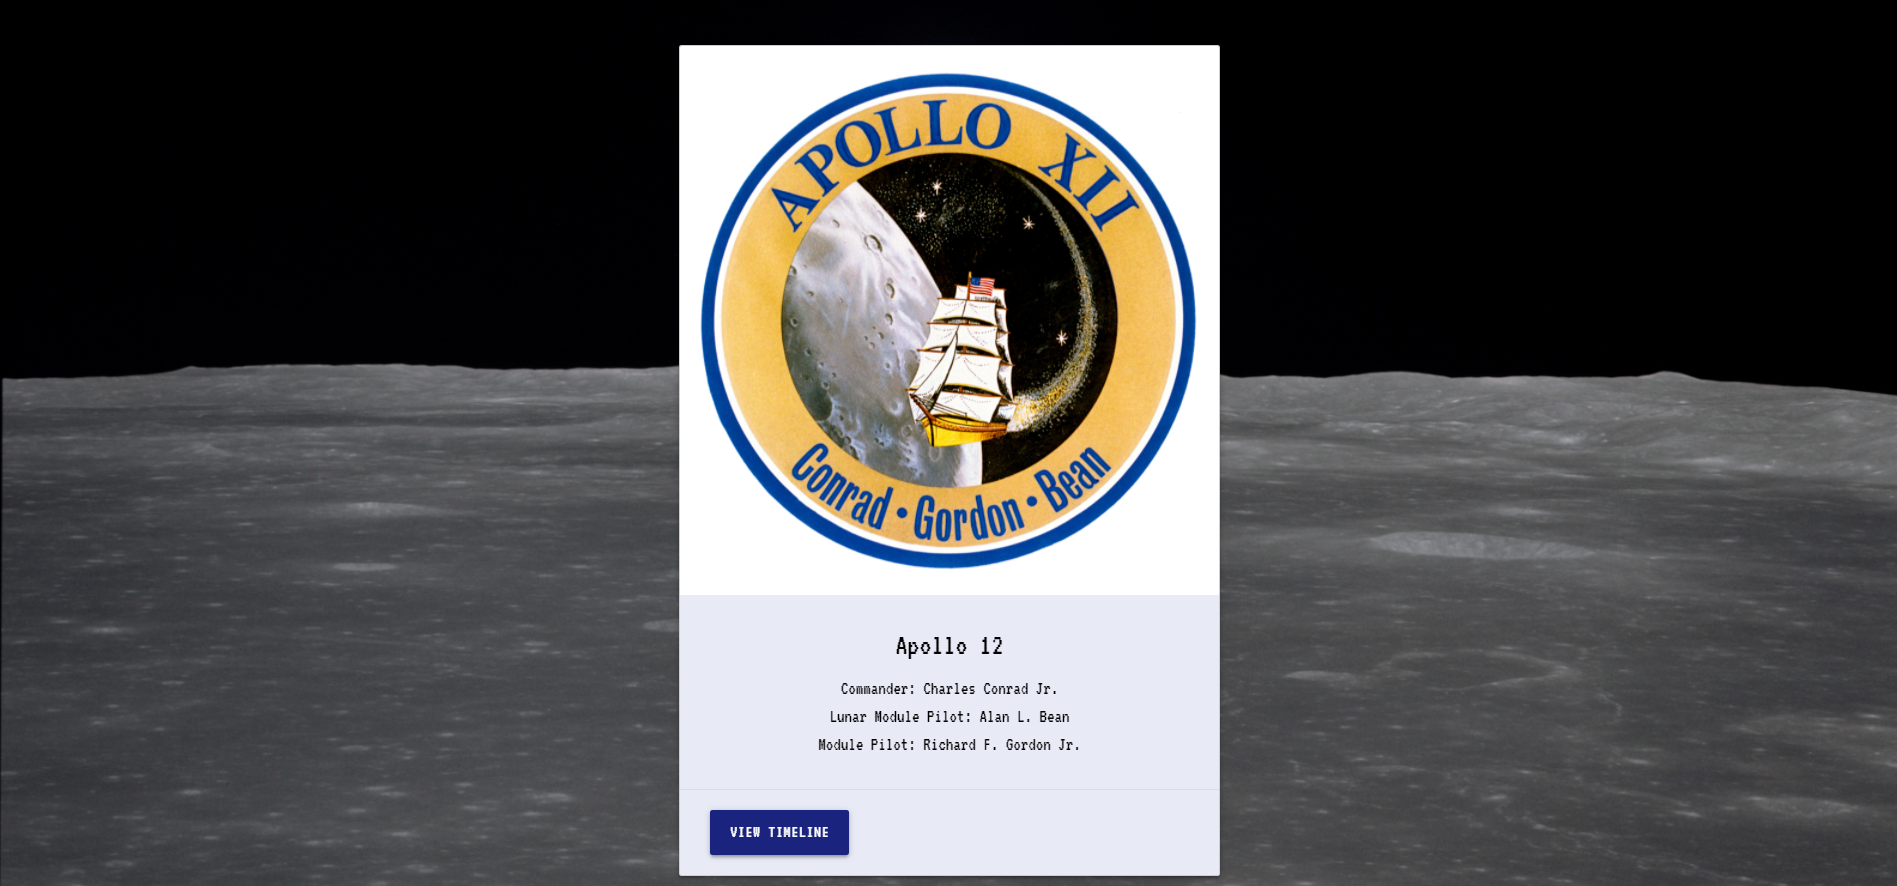 APOLLO XII
Conrad • Gordon • Bean
Apollo 12
Commander: Charles Conrad Jr.
Lunar Module Pilot: Alan L. Bean
Module Pilot: Richard F. Gordon Jr.
VIEW TIMELINE